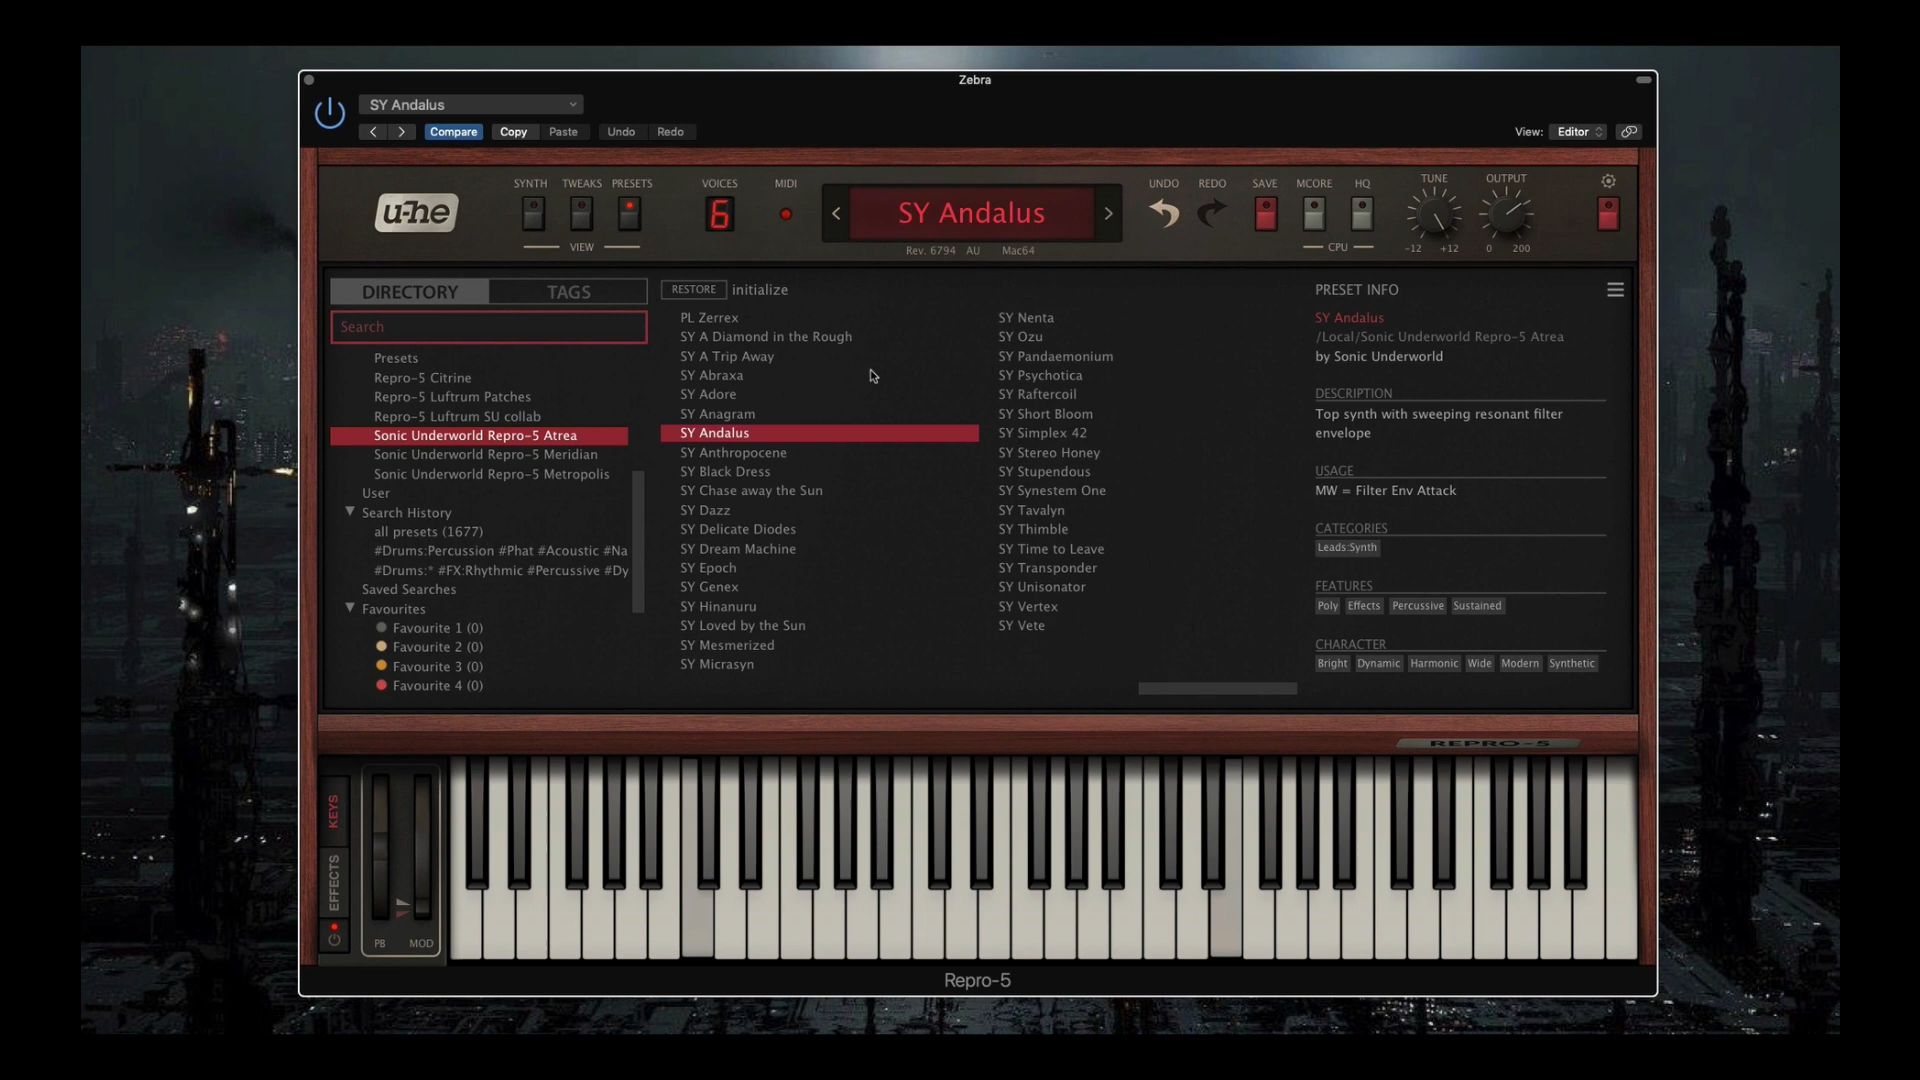 Zebra
SY Andalus
Compare Copy Paste Undo Redo
View: Editor
u-he
SYNTH TWEAKS PRESETS VOICES MIDI UNDO REDO SAVE MCORE HQ TUNE OUTPUT
6
SY Andalus
VIEW
CPU
-12 +12 0 200
Rev. 6794 AU Mac64
DIRECTORY TAGS
Search
Presets
Repro-5 Citrine
Repro-5 Luftrum Patches
Repro-5 Luftrum SU collab
Sonic Underworld Repro-5 Atrea
Sonic Underworld Repro-5 Meridian
Sonic Underworld Repro-5 Metropolis
User
Search History
all presets (1677)
#Drums:Percussion #Phat #Acoustic #Na
#Drums:* #FX:Rhythmic #Percussive #Dy
Saved Searches
Favourites
Favourite 1 (0)
Favourite 2 (0)
Favourite 3 (0)
Favourite 4 (0)
RESTORE initialize
PL Zerrex
SY A Diamond in the Rough
SY A Trip Away
SY Abraxa
SY Adore
SY Anagram
SY Andalus
SY Anthropocene
SY Black Dress
SY Chase away the Sun
SY Dazz
SY Delicate Diodes
SY Dream Machine
SY Epoch
SY Genex
SY Hinanuru
SY Loved by the Sun
SY Mesmerized
SY Micrasyn
SY Nenta
SY Ozu
SY Pandaemonium
SY Psychotica
SY Raftercoil
SY Short Bloom
SY Simplex 42
SY Stereo Honey
SY Stupendous
SY Synestem One
SY Tavalyn
SY Thimble
SY Time to Leave
SY Transponder
SY Unisonator
SY Vertex
SY Vete
PRESET INFO
SY Andalus
/Local/Sonic Underworld Repro-5 Atrea
by Sonic Underworld
DESCRIPTION
Top synth with sweeping resonant filter
envelope
USAGE
MW = Filter Env Attack
CATEGORIES
Leads:Synth
FEATURES
Poly Effects Percussive Sustained
CHARACTER
Bright Dynamic Harmonic Wide Modern Synthetic
REPRO-5
KEYS
EFFECTS
PB MOD
Repro-5